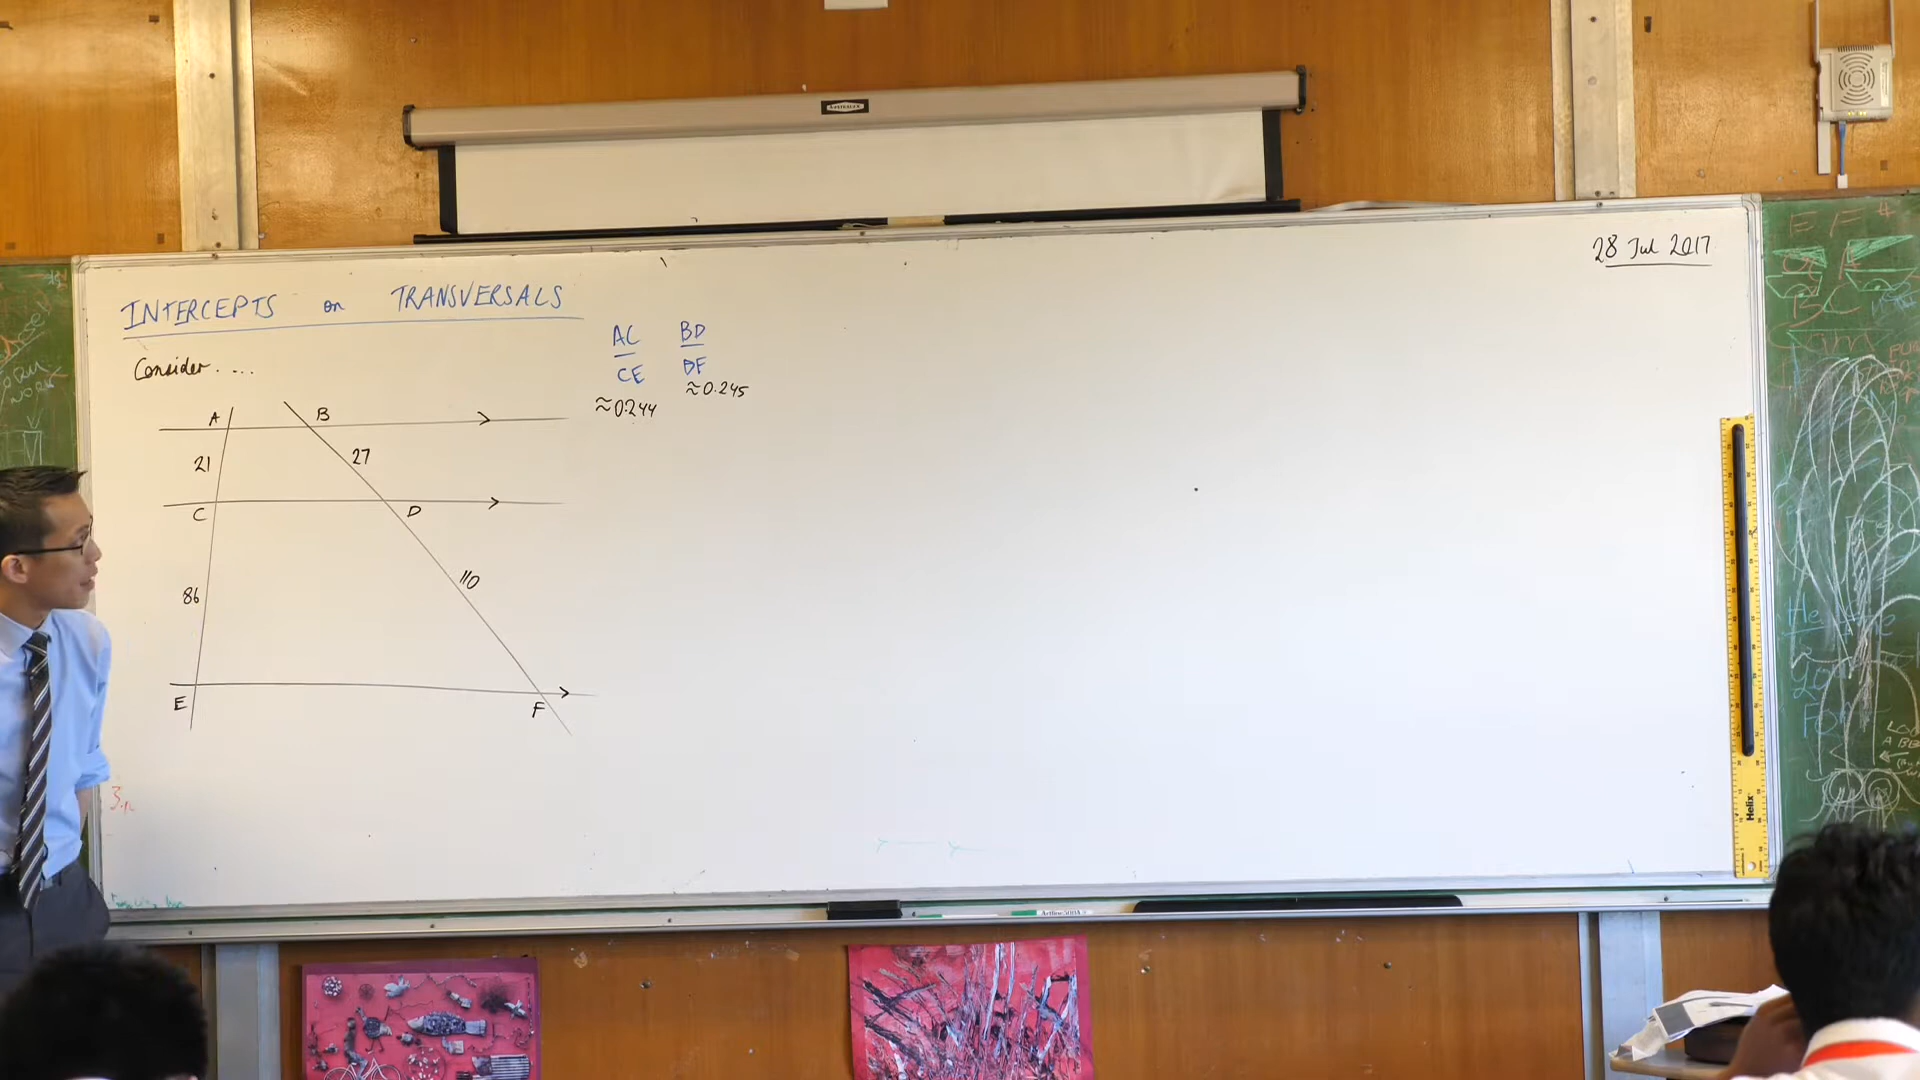 28 Jul 2017
INTERCEPTS on TRANSVERSALS
Consider. ...
AC BD
CE DF
≈0.244 ≈0.245
A B
21 27
C D
86 110
E F
Helix